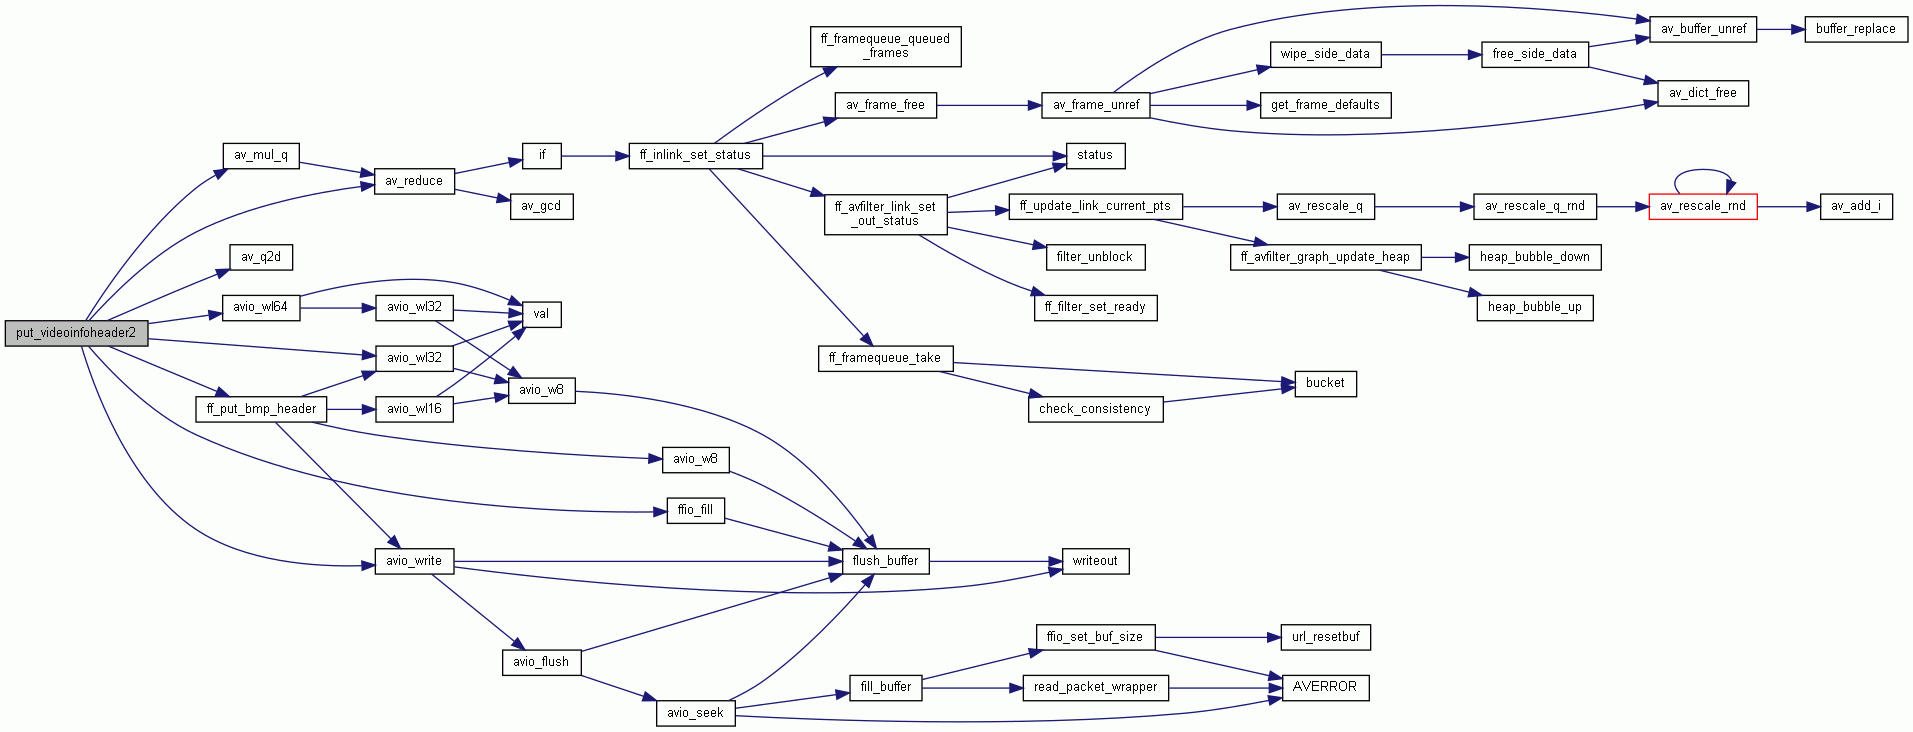 ff_framequeue_queued
_frames
av_buffer_unref
buffer_replace
wipe_side_data
free_side_data
av_frame_free
av_frame_unref
get_frame_defaults
av_dict_free
av_mul_q
if
ff_inlink_set_status
status
av_reduce
av_gcd
ff_avfilter_link_set
_out_status
ff_update_link_current_pts
av_rescale_q
av_rescale_q_rnd
av_rescale_rnd
av_add_i
av_q2d
filter_unblock
ff_avfilter_graph_update_heap
heap_bubble_down
avio_wl64
avio_wl32
val
ff_filter_set_ready
heap_bubble_up
put_videoinfoheader2
avio_wl32
ff_framequeue_take
avio_w8
bucket
ff_put_bmp_header
avio_wl16
check_consistency
avio_w8
ffio_fill
avio_write
flush_buffer
writeout
ffio_set_buf_size
url_resetbuf
avio_flush
fill_buffer
read_packet_wrapper
AVERROR
avio_seek